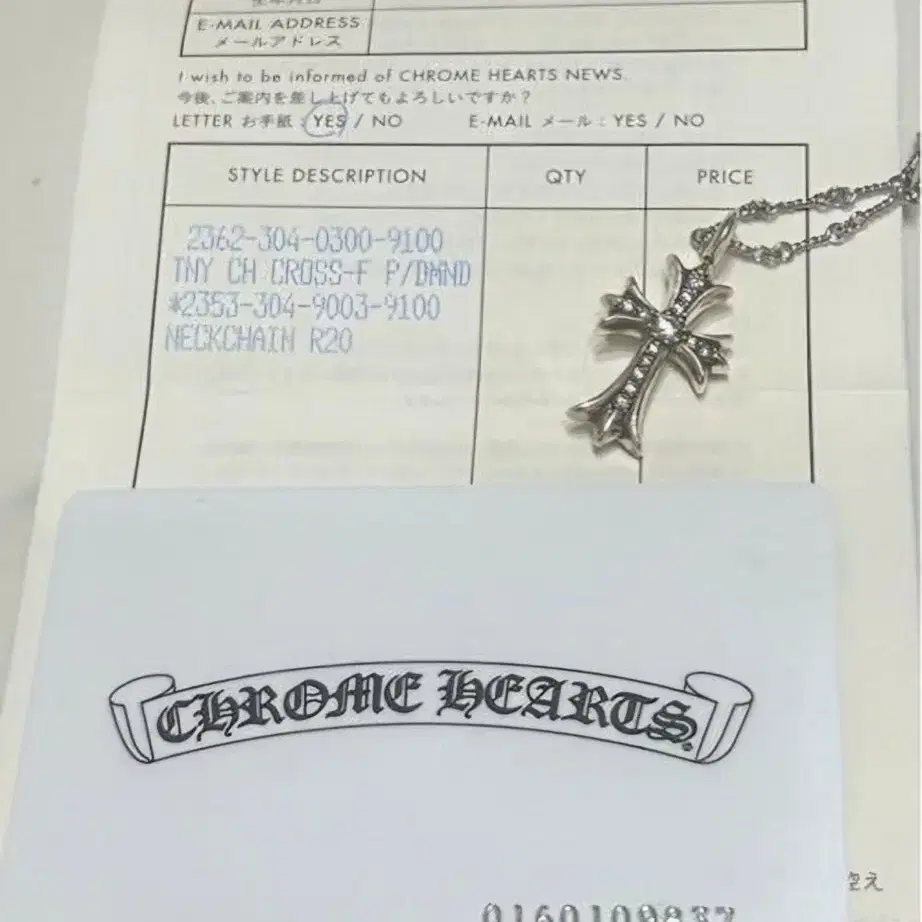 E-MAIL ADDRESS
メールアドレス
I wish to be informed of CHROME HEARTS NEWS.
今後、ご案内を差し上げてもよろしいですか？
LETTER お手紙 : YES / NO E-MAIL メール : YES / NO
STYLE DESCRIPTION QTY PRICE
2362-304-0300-9100
TNY CH CROSS-F P/DMND
*2353-304-9003-9100
NECKCHAIN R20
CHROME HEARTS
控え